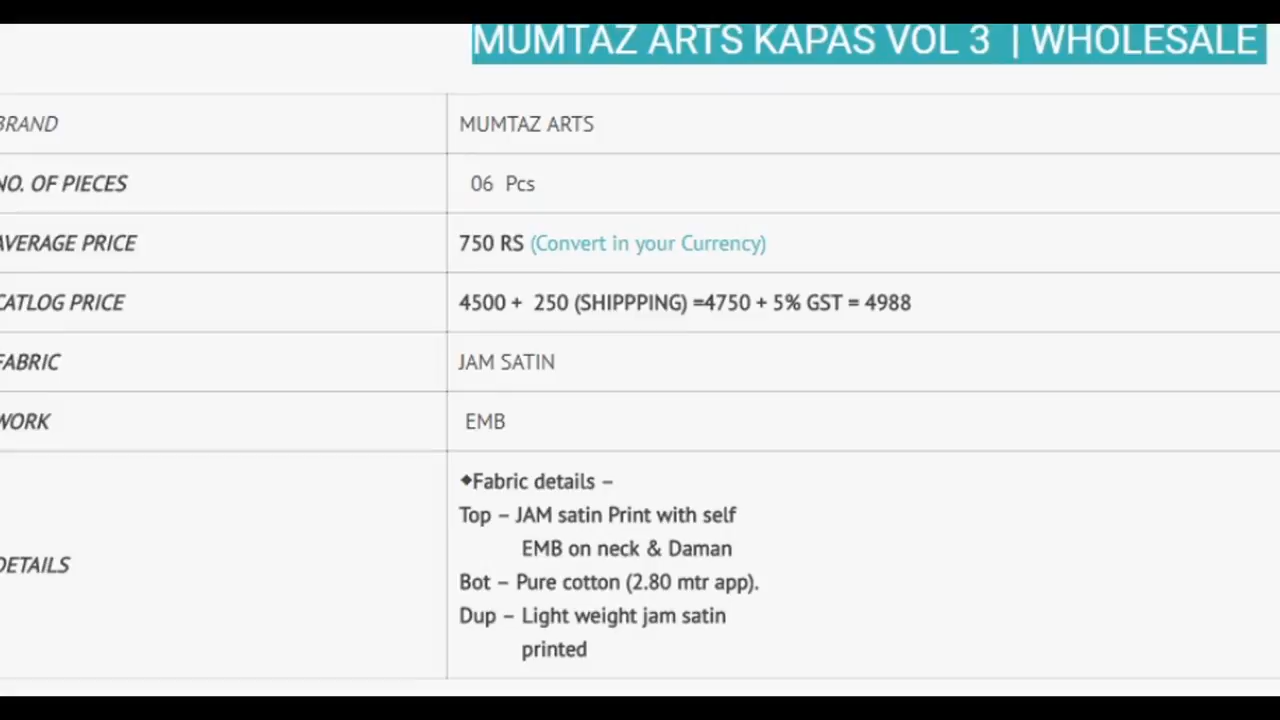 MUMTAZ ARTS KAPAS VOL 3 | WHOLESALE
BRAND MUMTAZ ARTS
NO. OF PIECES 06 Pcs
AVERAGE PRICE 750 RS (Convert in your Currency)
CATLOG PRICE 4500 + 250 (SHIPPPING) =4750 + 5% GST = 4988
FABRIC JAM SATIN
WORK EMB
◆Fabric details –
Top – JAM satin Print with self
EMB on neck & Daman
DETAILS
Bot – Pure cotton (2.80 mtr app).
Dup – Light weight jam satin
printed